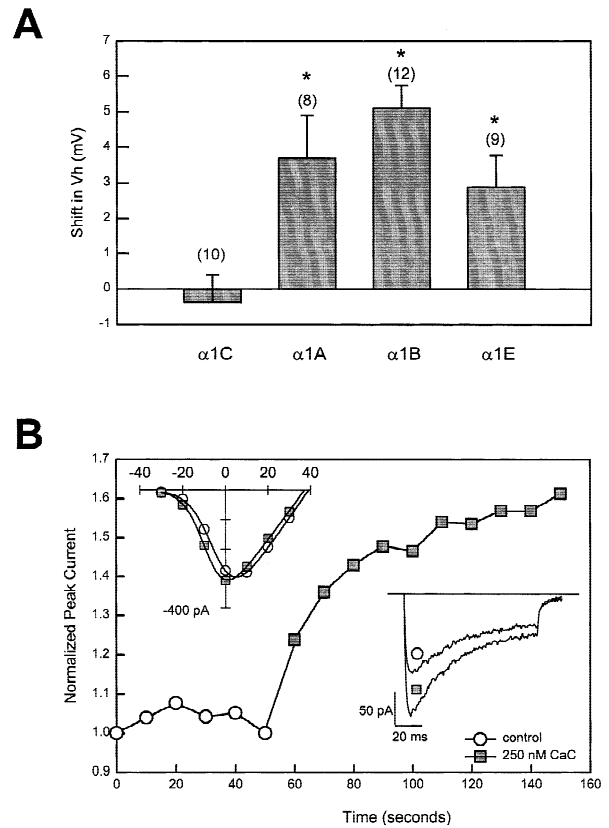 A
7
6
5
4
3
2
1
0
-1
Shift in Vh (mV)
(10)
*
(8)
*
(12)
*
(9)
α1C α1A α1B α1E
B
1.7
1.6
1.5
1.4
1.3
1.2
1.1
1.0
0.9
Normalized Peak Current
-40 -20 0 20 40
-400 pA
50 pA
20 ms
control
250 nM CaC
0 20 40 60 80 100 120 140 160
Time (seconds)